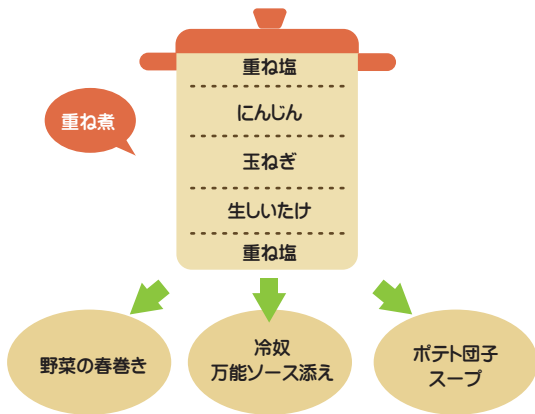 重ね塩
にんじん
重ね煮
玉ねぎ
生しいたけ
重ね塩
野菜の春巻き
冷奴
万能ソース添え
ポテト団子
スープ